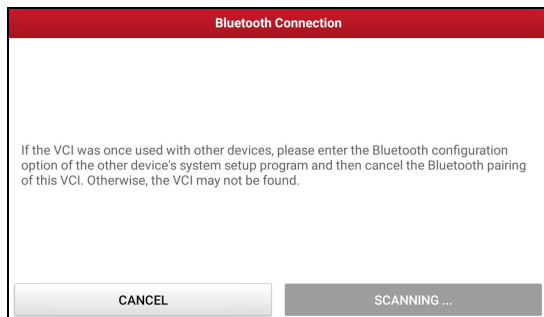 Bluetooth Connection
If the VCI was once used with other devices, please enter the Bluetooth configuration
option of the other device's system setup program and then cancel the Bluetooth pairing
of this VCI. Otherwise, the VCI may not be found.
CANCEL
SCANNING ...